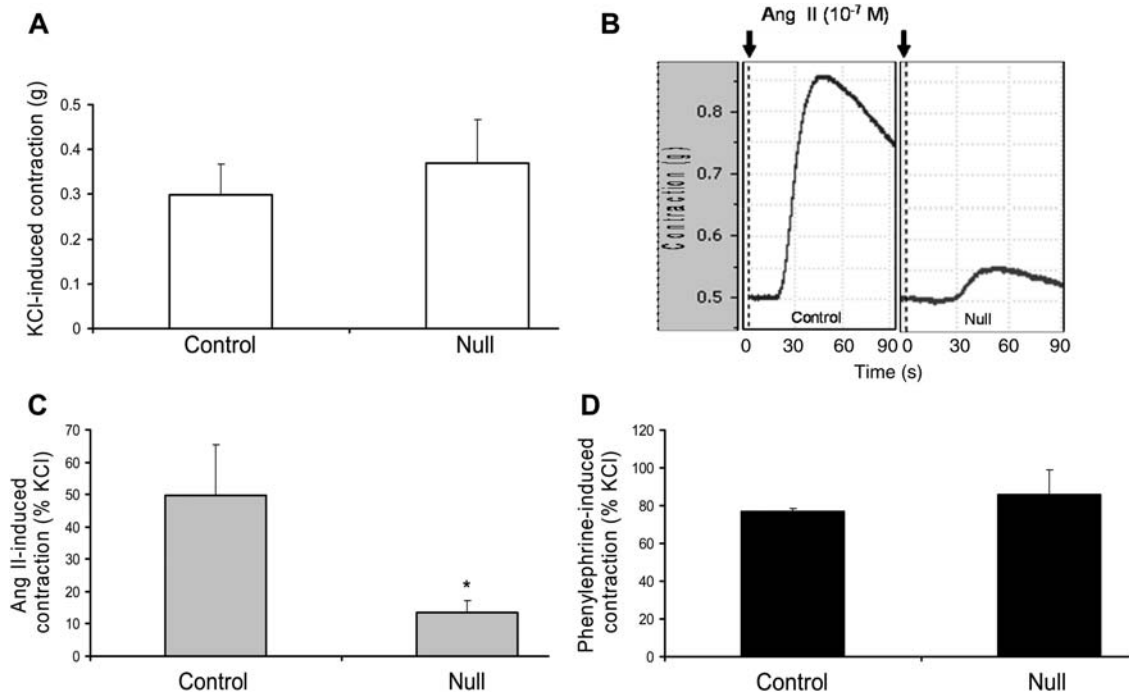 A
KCl-induced contraction (g)
0.5
0.4
0.3
0.2
0.1
0
Control
Null
B
Ang II (10-7 M)
Contraction (g)
0.8
0.7
0.6
0.5
Control
Null
0
30
60
90
0
30
60
90
Time (s)
C
Ang II-induced
contraction (% KCl)
70
60
50
40
30
20
10
0
*
Control
Null
D
Phenylephrine-induced
contraction (% KCl)
120
100
80
60
40
20
0
Control
Null